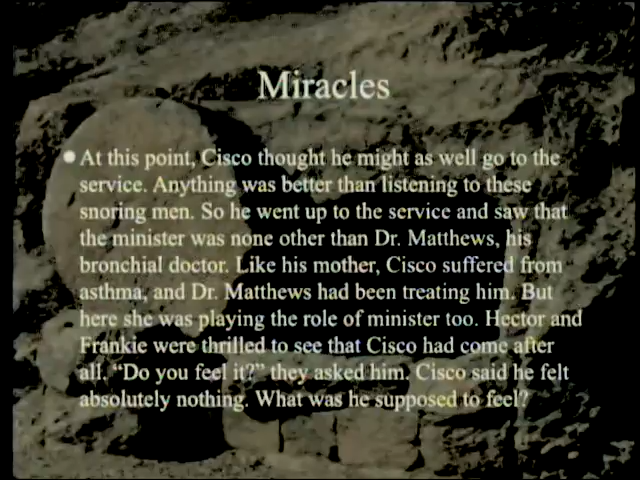 Miracles
• At this point, Cisco thought he might as well go to the
service. Anything was better than listening to these
snoring men. So he went up to the service and saw that
the minister was none other than Dr. Matthews, his
bronchial doctor. Like his mother, Cisco suffered from
asthma, and Dr. Matthews had been treating him. But
here she was playing the role of minister too. Hector and
Frankie were thrilled to see that Cisco had come after
all. “Do you feel it?” they asked him. Cisco said he felt
absolutely nothing. What was he supposed to feel?